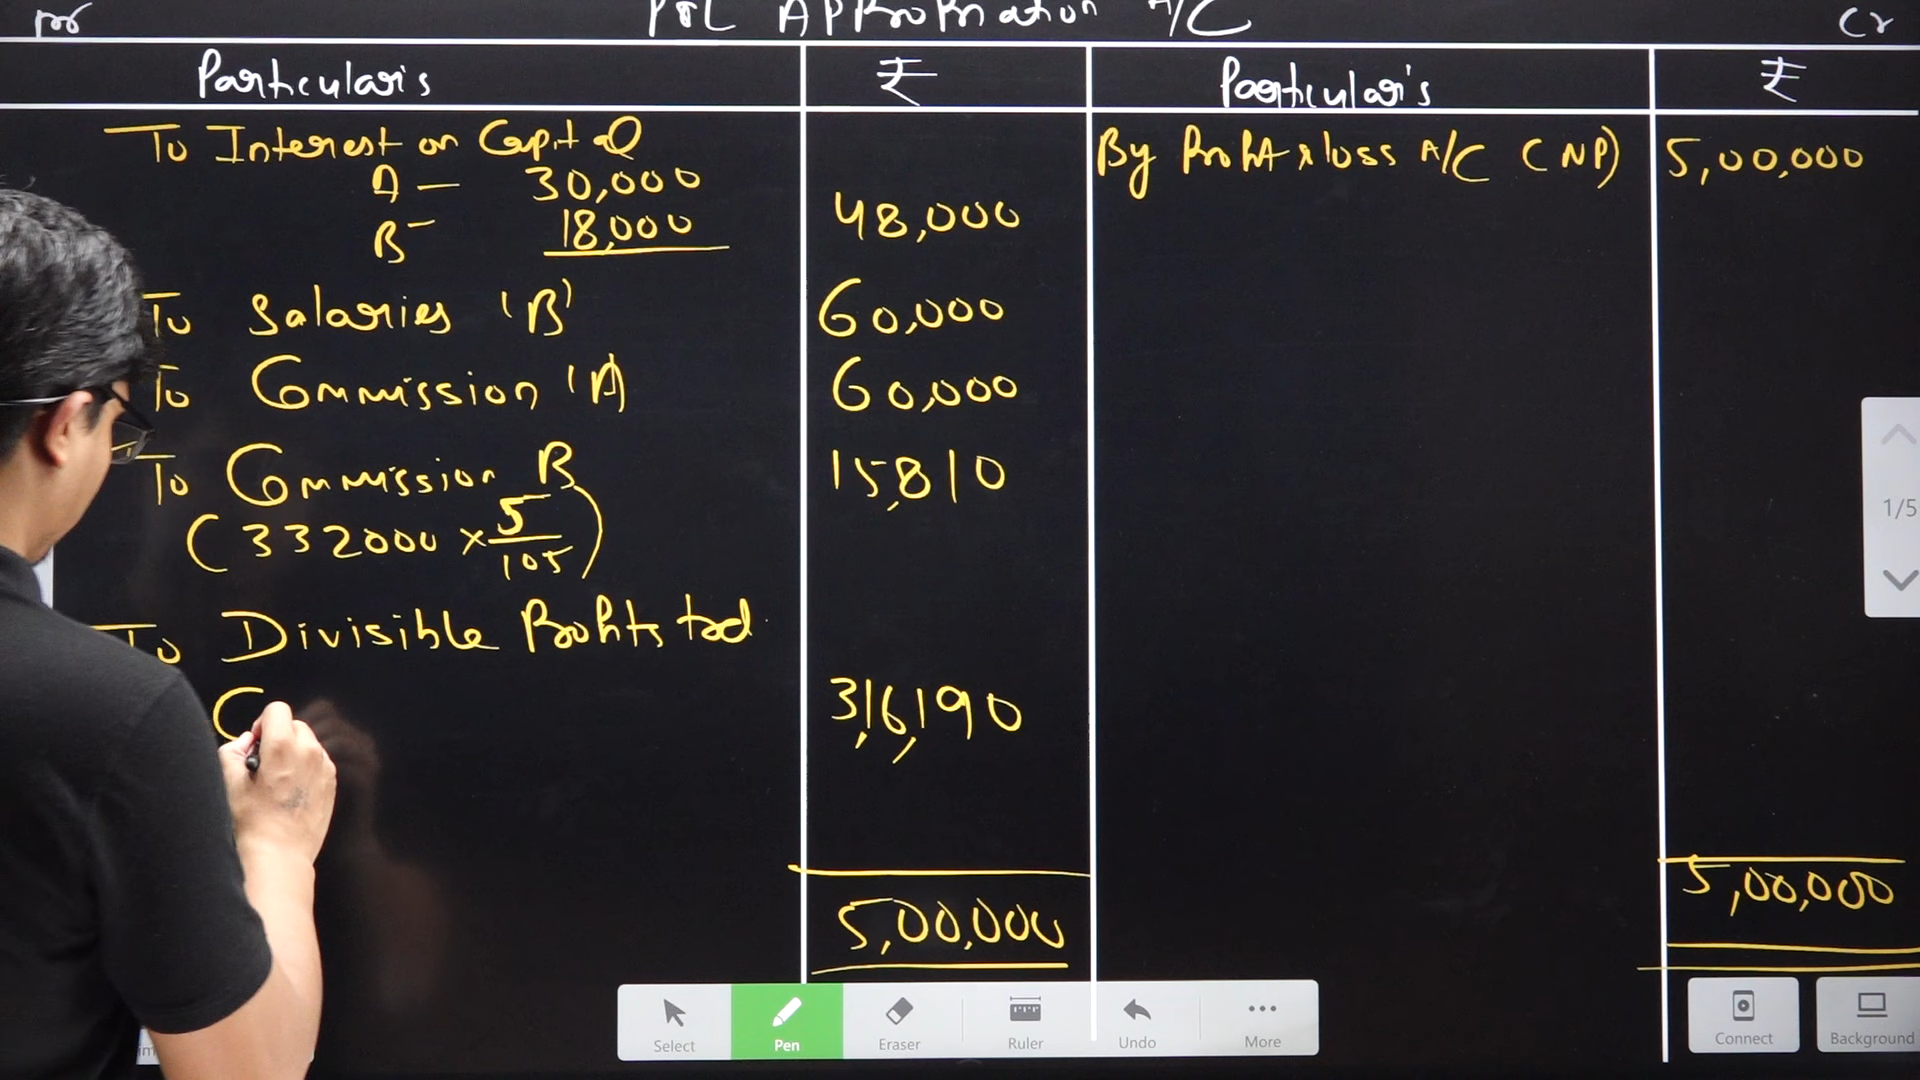 Dr P&L Appropriation A/C Cr
Particulars ₹ Particulars ₹
To Interest on Capital By Profit & loss A/C (NP) 5,00,000
A — 30,000
B - 18,000 48,000
To Salaries 'B' 60,000
To Commission 'A' 60,000
To Commission B 15,810
(332000 × 5/105)
To Divisible Profits trd
C 3,16,190
5,00,000 5,00,000
1/5
Select Pen Eraser Ruler Undo More Connect Background